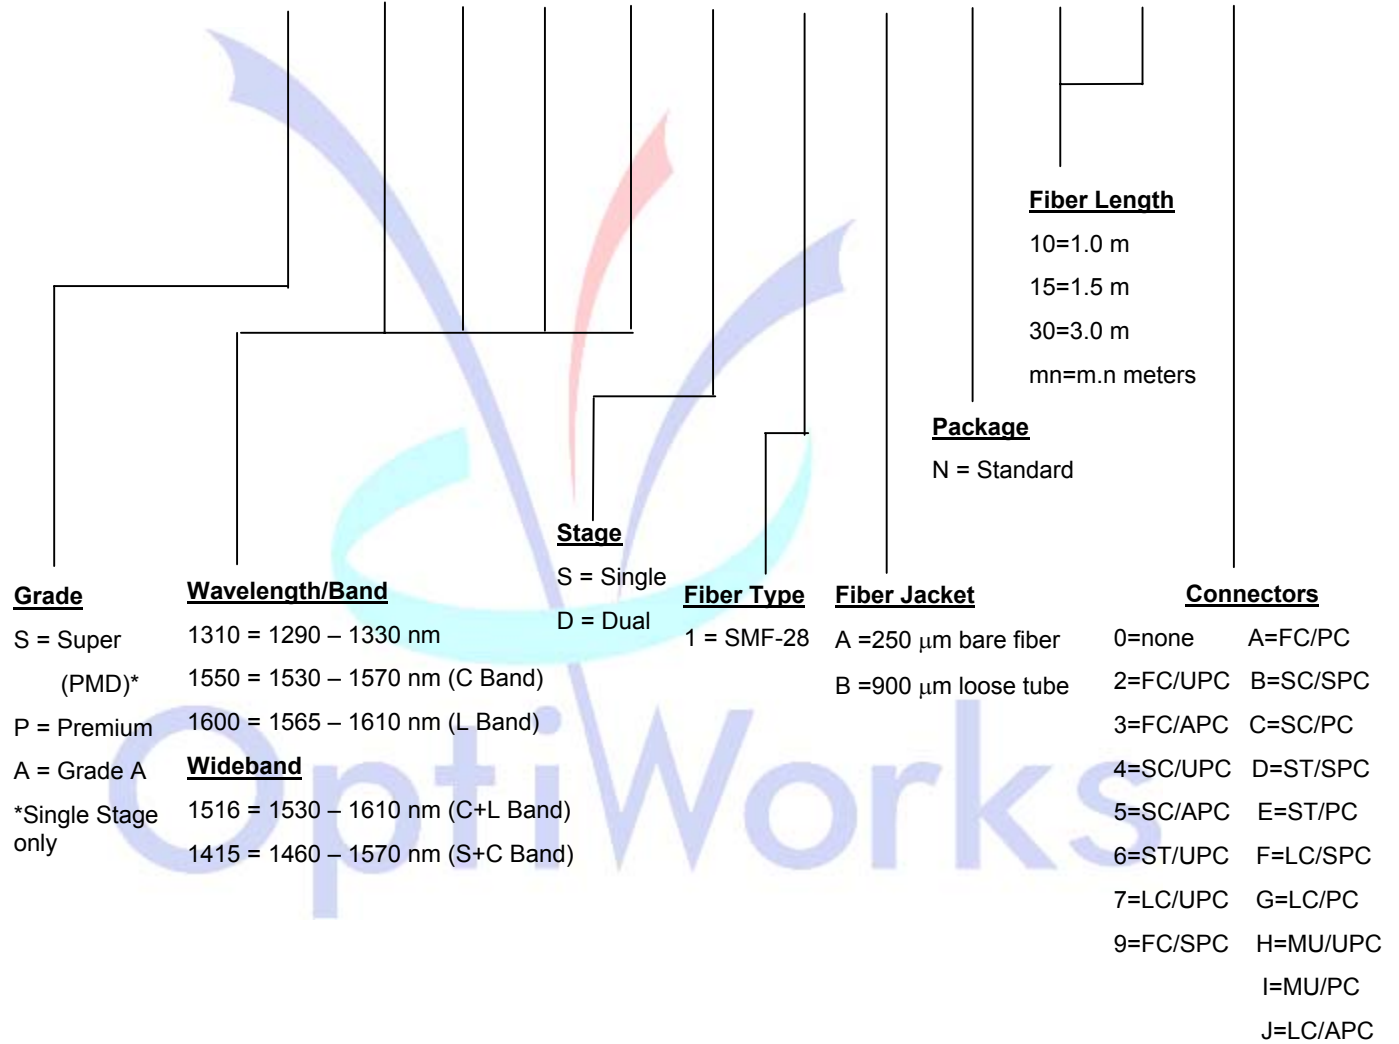 Fiber Length
10=1.0 m
15=1.5 m
30=3.0 m
mn=m.n meters
Package
N = Standard
Stage
S = Single
D = Dual
Grade
S = Super
(PMD)*
P = Premium
A = Grade A
*Single Stage
only
Wavelength/Band
1310 = 1290 – 1330 nm
1550 = 1530 – 1570 nm (C Band)
1600 = 1565 – 1610 nm (L Band)
Wideband
1516 = 1530 – 1610 nm (C+L Band)
1415 = 1460 – 1570 nm (S+C Band)
Fiber Type
1 = SMF-28
Fiber Jacket
A =250 μm bare fiber
B =900 μm loose tube
Connectors
0=none A=FC/PC
2=FC/UPC B=SC/SPC
3=FC/APC C=SC/PC
4=SC/UPC D=ST/SPC
5=SC/APC E=ST/PC
6=ST/UPC F=LC/SPC
7=LC/UPC G=LC/PC
9=FC/SPC H=MU/UPC
I=MU/PC
J=LC/APC
OptiWorks